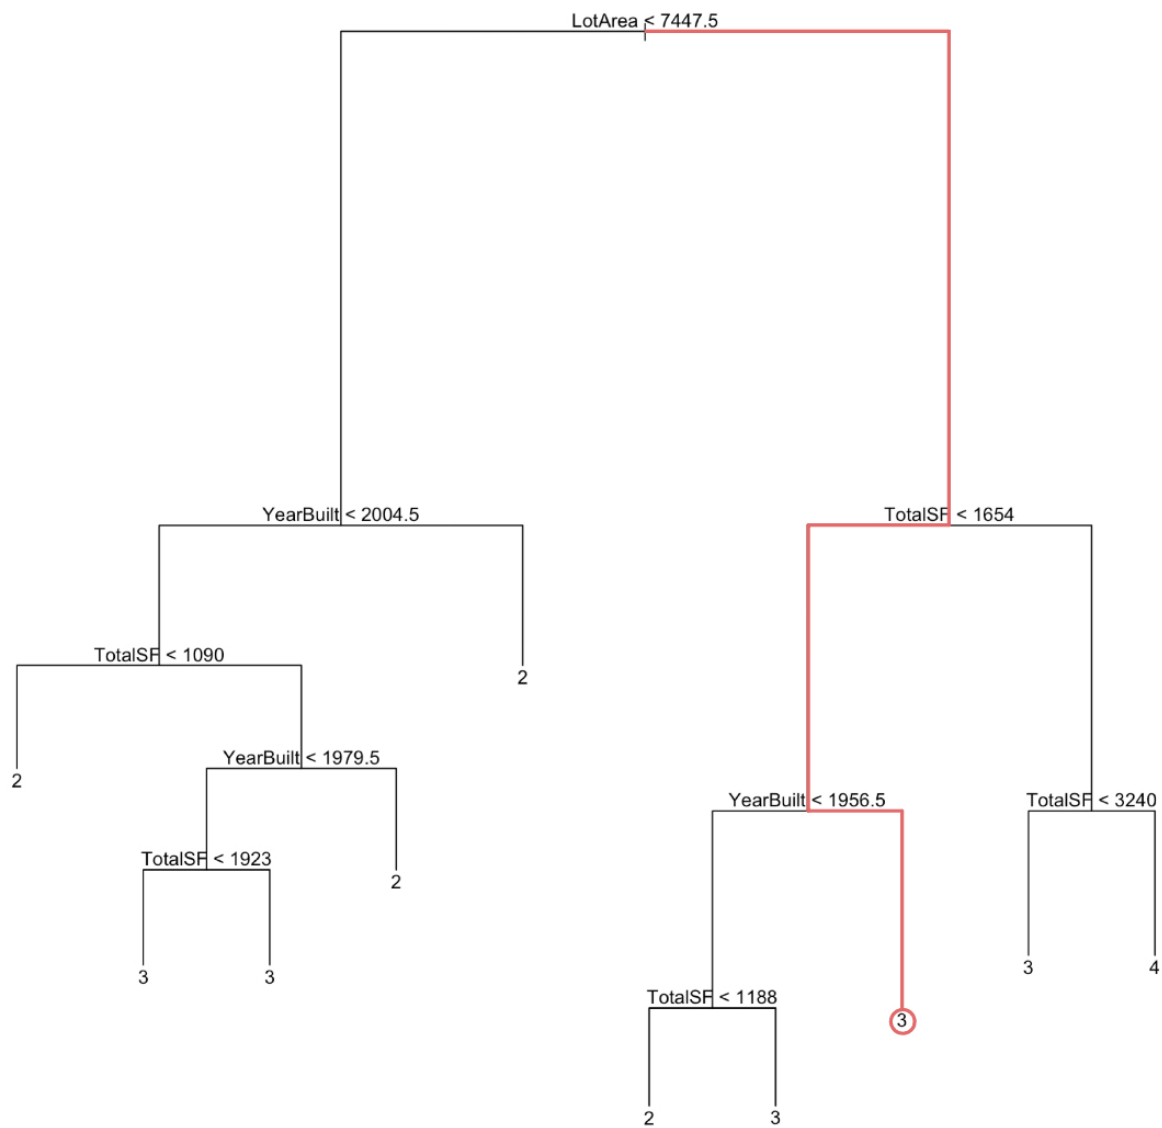 LotArea < 7447.5
YearBuilt < 2004.5
TotalSF < 1654
TotalSF < 1090
2
YearBuilt < 1979.5
2
YearBuilt < 1956.5
TotalSF < 3240
TotalSF < 1923
2
3
3
3
4
TotalSF < 1188
3
2
3